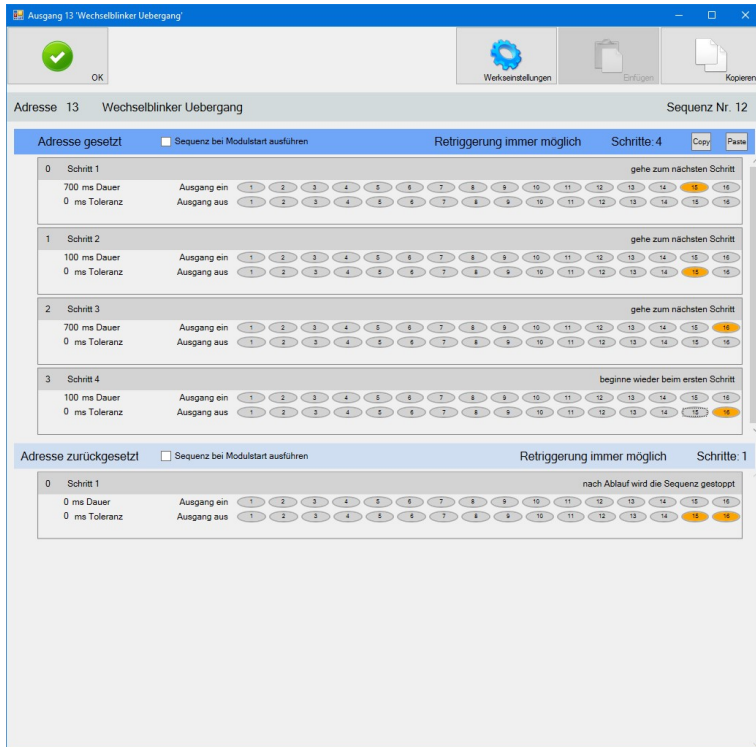 Ausgang 13 'Wechselblinker Uebergang'
OK Werkseinstellungen Einfügen Kopieren
Adresse 13 Wechselblinker Uebergang Sequenz Nr. 12
Adresse gesetzt Sequenz bei Modulstart ausführen Retriggerung immer möglich Schritte: 4 Copy Paste
0 Schritt 1 gehe zum nächsten Schritt
700 ms Dauer Ausgang ein 1 2 3 4 5 6 7 8 9 10 11 12 13 14 15 16
0 ms Toleranz Ausgang aus 1 2 3 4 5 6 7 8 9 10 11 12 13 14 15 16
1 Schritt 2 gehe zum nächsten Schritt
100 ms Dauer Ausgang ein 1 2 3 4 5 6 7 8 9 10 11 12 13 14 15 16
0 ms Toleranz Ausgang aus 1 2 3 4 5 6 7 8 9 10 11 12 13 14 15 16
2 Schritt 3 gehe zum nächsten Schritt
700 ms Dauer Ausgang ein 1 2 3 4 5 6 7 8 9 10 11 12 13 14 15 16
0 ms Toleranz Ausgang aus 1 2 3 4 5 6 7 8 9 10 11 12 13 14 15 16
3 Schritt 4 beginne wieder beim ersten Schritt
100 ms Dauer Ausgang ein 1 2 3 4 5 6 7 8 9 10 11 12 13 14 15 16
0 ms Toleranz Ausgang aus 1 2 3 4 5 6 7 8 9 10 11 12 13 14 15 16
Adresse zurückgesetzt Sequenz bei Modulstart ausführen Retriggerung immer möglich Schritte: 1
0 Schritt 1 nach Ablauf wird die Sequenz gestoppt
0 ms Dauer Ausgang ein 1 2 3 4 5 6 7 8 9 10 11 12 13 14 15 16
0 ms Toleranz Ausgang aus 1 2 3 4 5 6 7 8 9 10 11 12 13 14 15 16